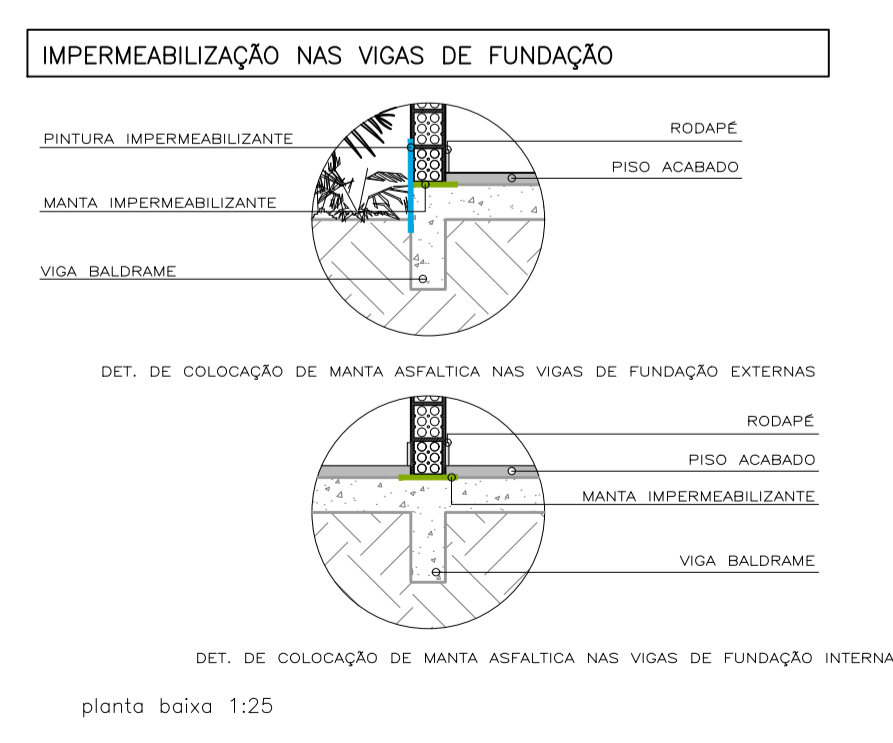 IMPERMEABILIZAÇÃO NAS VIGAS DE FUNDAÇÃO
PINTURA IMPERMEABILIZANTE
RODAPÉ
PISO ACABADO
MANTA IMPERMEABILIZANTE
VIGA BALDRAME
DET. DE COLOCAÇÃO DE MANTA ASFALTICA NAS VIGAS DE FUNDAÇÃO EXTERNAS
RODAPÉ
PISO ACABADO
MANTA IMPERMEABILIZANTE
VIGA BALDRAME
DET. DE COLOCAÇÃO DE MANTA ASFALTICA NAS VIGAS DE FUNDAÇÃO INTERNA
planta baixa 1:25